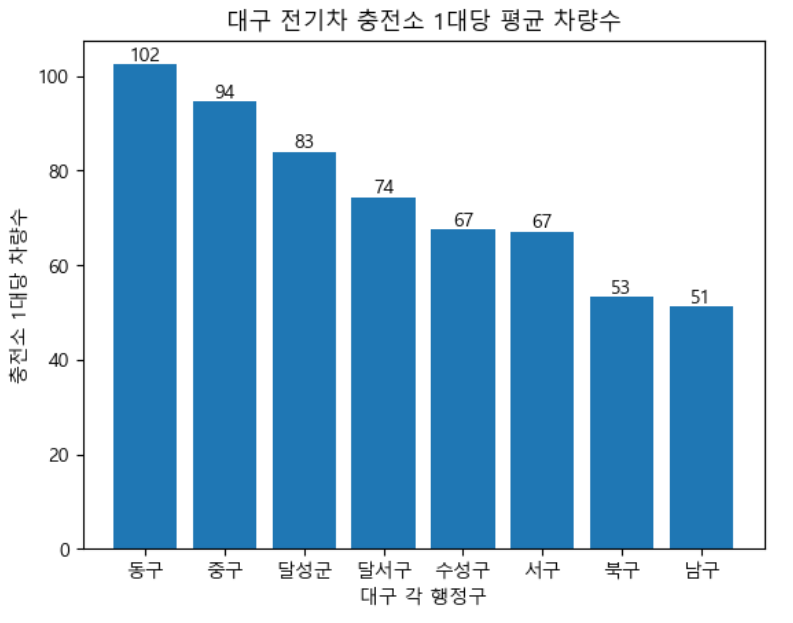 대구 전기차 충전소 1대당 평균 차량수
충전소 1대당 차량수
100
80
60
40
20
0
102
94
83
74
67
67
53
51
동구
중구
달성군
달서구
수성구
서구
북구
남구
대구 각 행정구